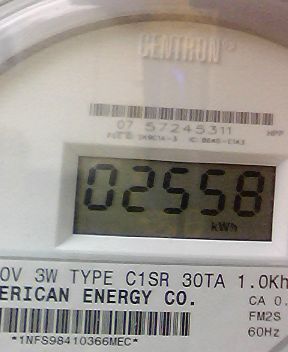 CENTRON
07 57245311
02558
kWh
0V 3W TYPE C1SR 30TA 1.0Kh
ERICAN ENERGY CO.
CA 0.
FM2S
60Hz
*1NFS98410366MEC*